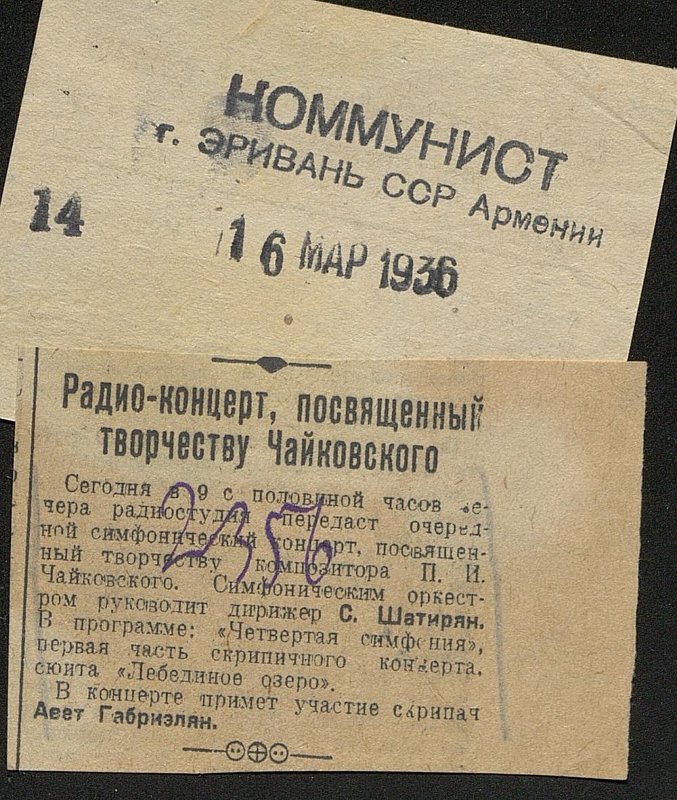 КОММУНИСТ
г. ЭРИВАНЬ ССР Армении
14
16 МАР 1936
Радио-концерт, посвященный
творчеству Чайковского
Сегодня в 9 с половиной часов ве-
чера радиостудия передаст очеред-
ной симфонический концерт, посвящен-
ный творчеству композитора П. И.
Чайковского. Симфоническим оркест-
ром руководит дирижер С. Шатирян.
В программе: «Четвертая симфония»,
первая часть скрипичного концерта.
сюита «Лебединое озеро».
В концерте примет участие скрипач
Авет Габриэлян.